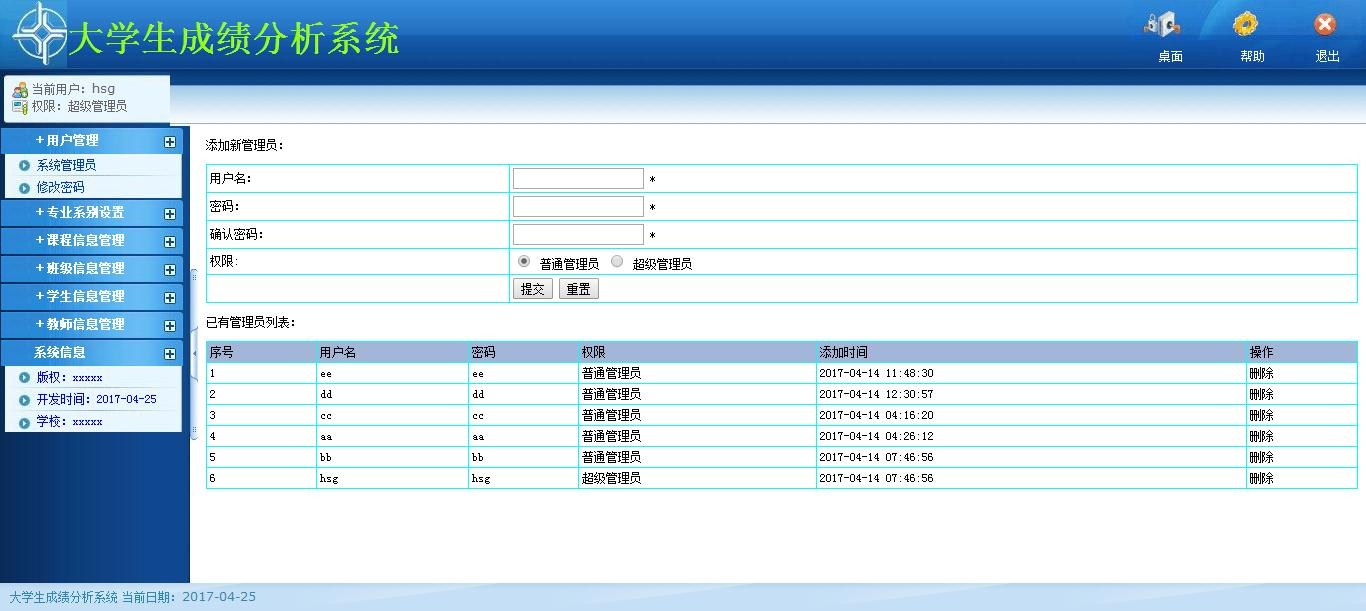 大学生成绩分析系统
桌面 帮助 退出
当前用户: hsg
权限: 超级管理员
+用户管理
系统管理员
修改密码
+专业系别设置
+课程信息管理
+班级信息管理
+学生信息管理
+教师信息管理
系统信息
版权: xxxxx
开发时间: 2017-04-25
学校: xxxxx
添加新管理员:
用户名: *
密码: *
确认密码: *
权限: 普通管理员 超级管理员
提交 重置
已有管理员列表:
序号 用户名 密码 权限 添加时间 操作
1 ee ee 普通管理员 2017-04-14 11:48:30 删除
2 dd dd 普通管理员 2017-04-14 12:30:57 删除
3 cc cc 普通管理员 2017-04-14 04:16:20 删除
4 aa aa 普通管理员 2017-04-14 04:26:12 删除
5 bb bb 普通管理员 2017-04-14 07:46:56 删除
6 hsg hsg 超级管理员 2017-04-14 07:46:56 删除
大学生成绩分析系统 当前日期: 2017-04-25